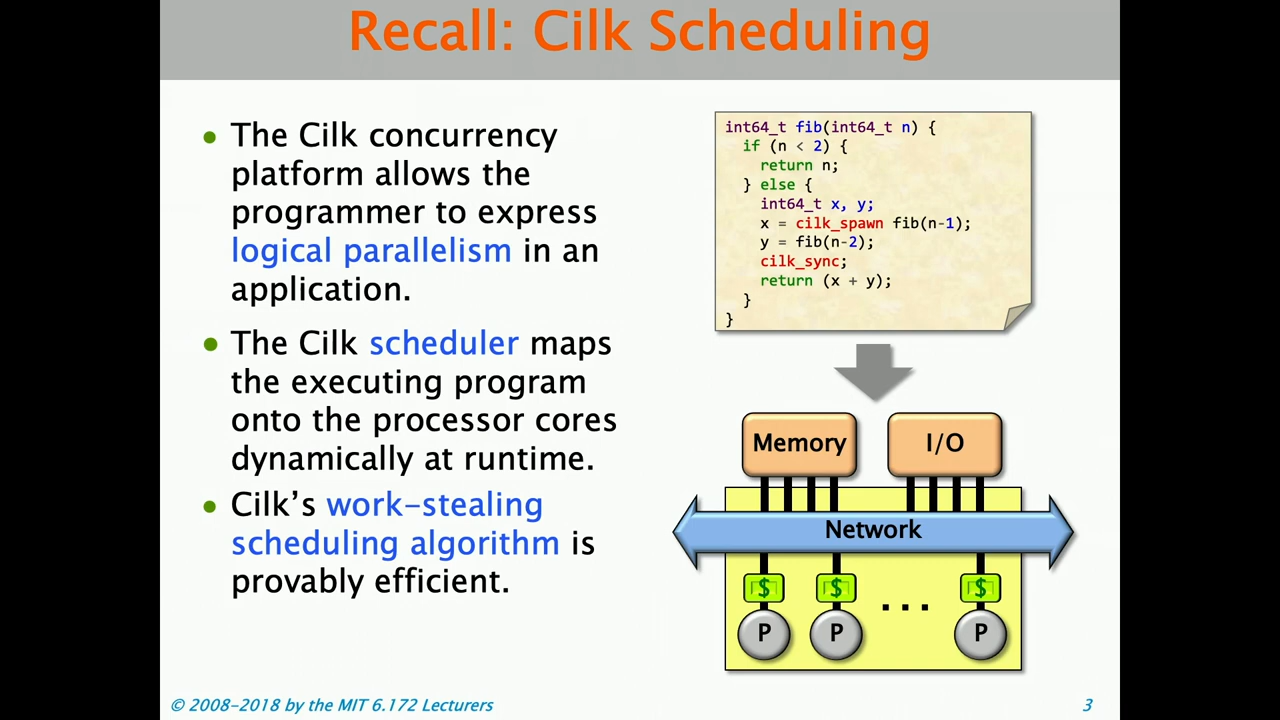 Recall: Cilk Scheduling
• The Cilk concurrency
platform allows the
programmer to express
logical parallelism in an
application.
• The Cilk scheduler maps
the executing program
onto the processor cores
dynamically at runtime.
• Cilk’s work-stealing
scheduling algorithm is
provably efficient.
int64_t fib(int64_t n) {
  if (n < 2) {
    return n;
  } else {
    int64_t x, y;
    x = cilk_spawn fib(n-1);
    y = fib(n-2);
    cilk_sync;
    return (x + y);
  }
}
Memory
I/O
Network
$ $ ... $
P P P
© 2008-2018 by the MIT 6.172 Lecturers
3